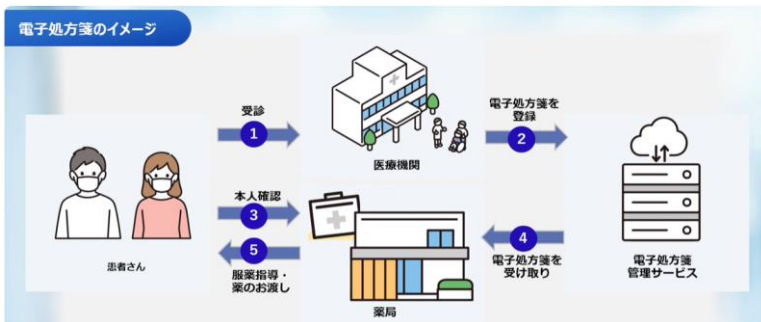 電子処方箋のイメージ
受診
1
医療機関
電子処方箋を
登録
2
患者さん
本人確認
3
5
服薬指導・
薬のお渡し
薬局
4
電子処方箋を
受け取り
電子処方箋
管理サービス